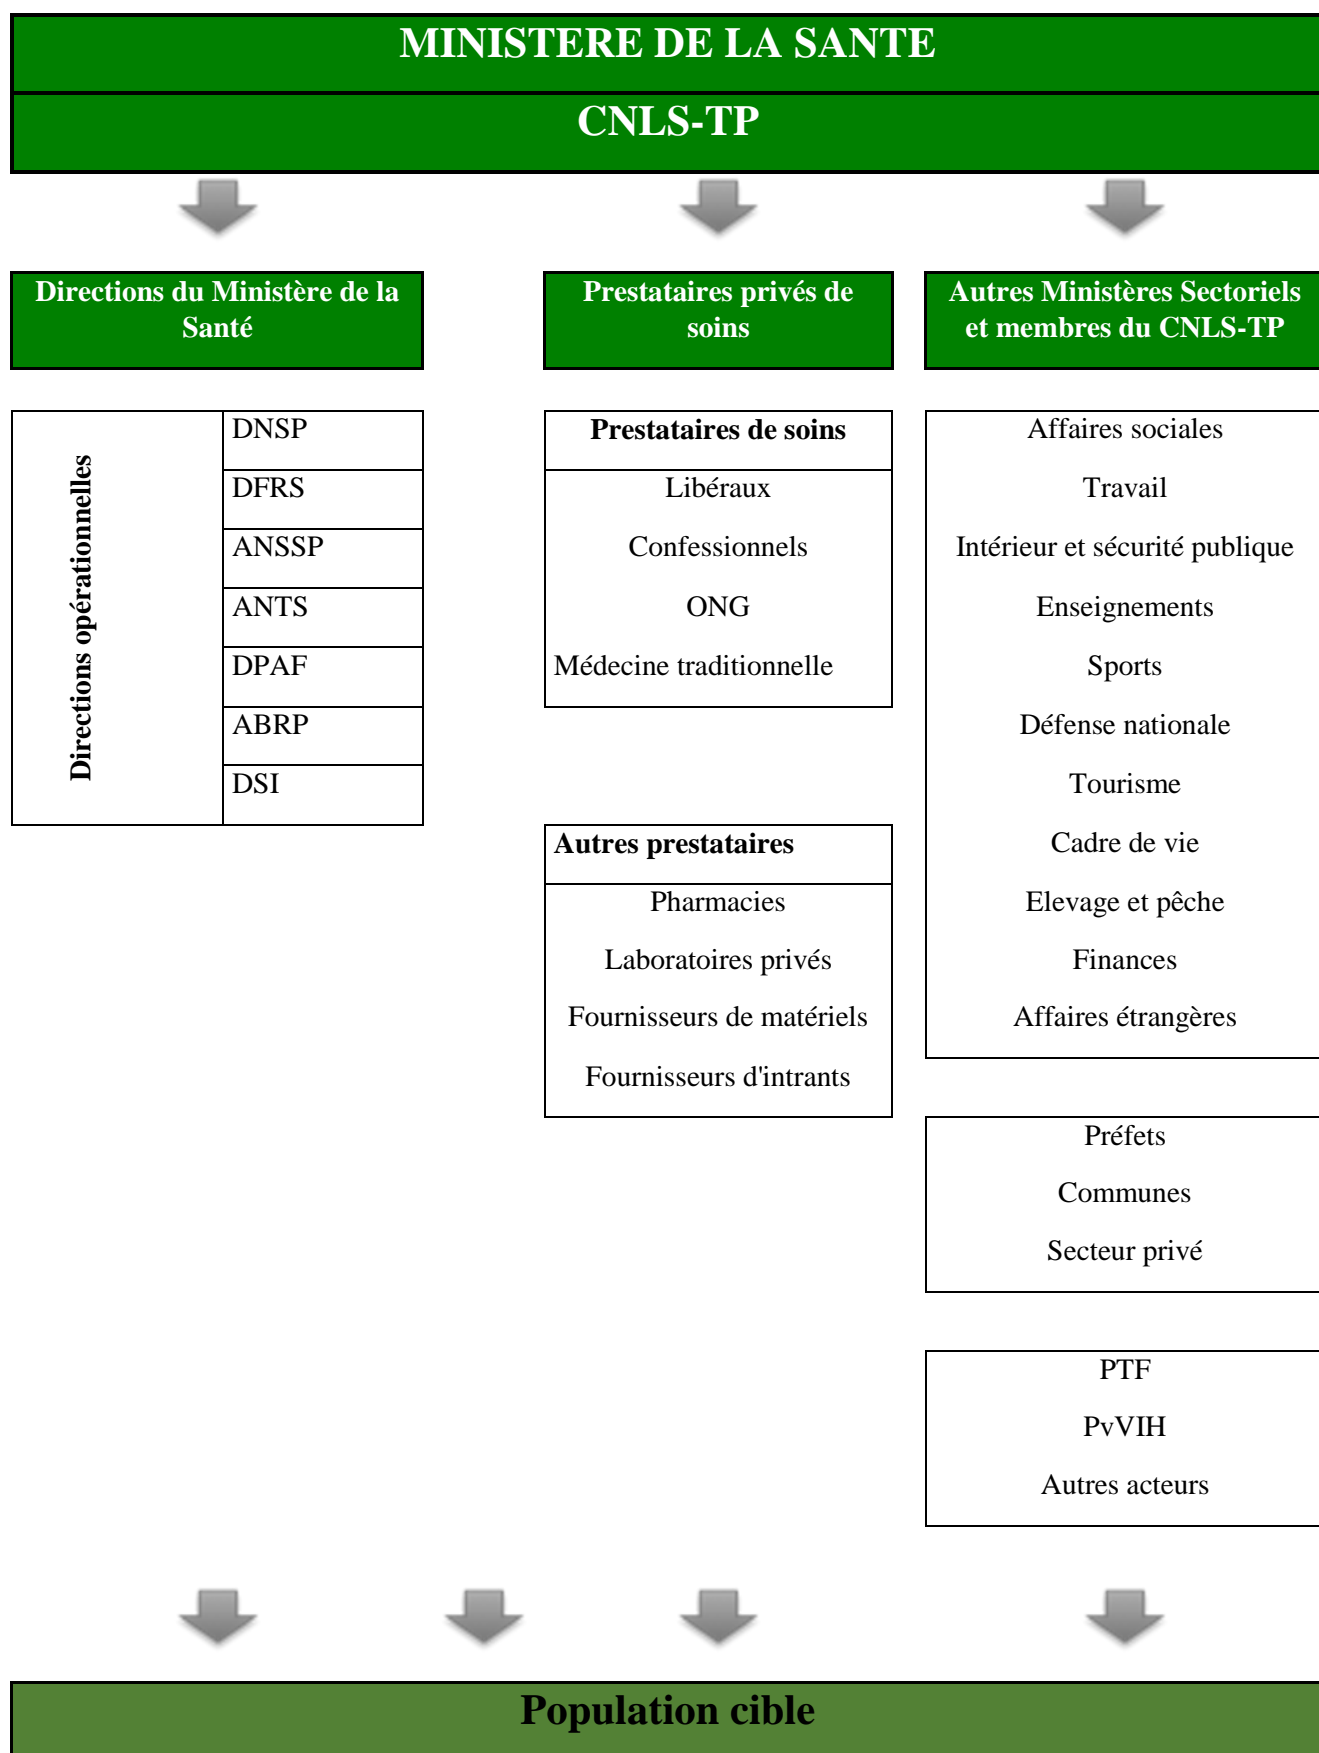 MINISTERE DE LA SANTE
CNLS-TP
Directions du Ministère de la
Santé
Directions opérationnelles
DNSP
DFRS
ANSSP
ANTS
DPAF
ABRP
DSI
Prestataires privés de
soins
Prestataires de soins
Libéraux
Confessionnels
ONG
Médecine traditionnelle
Autres prestataires
Pharmacies
Laboratoires privés
Fournisseurs de matériels
Fournisseurs d'intrants
Autres Ministères Sectoriels
et membres du CNLS-TP
Affaires sociales
Travail
Intérieur et sécurité publique
Enseignements
Sports
Défense nationale
Tourisme
Cadre de vie
Elevage et pêche
Finances
Affaires étrangères
Préfets
Communes
Secteur privé
PTF
PvVIH
Autres acteurs
Population cible